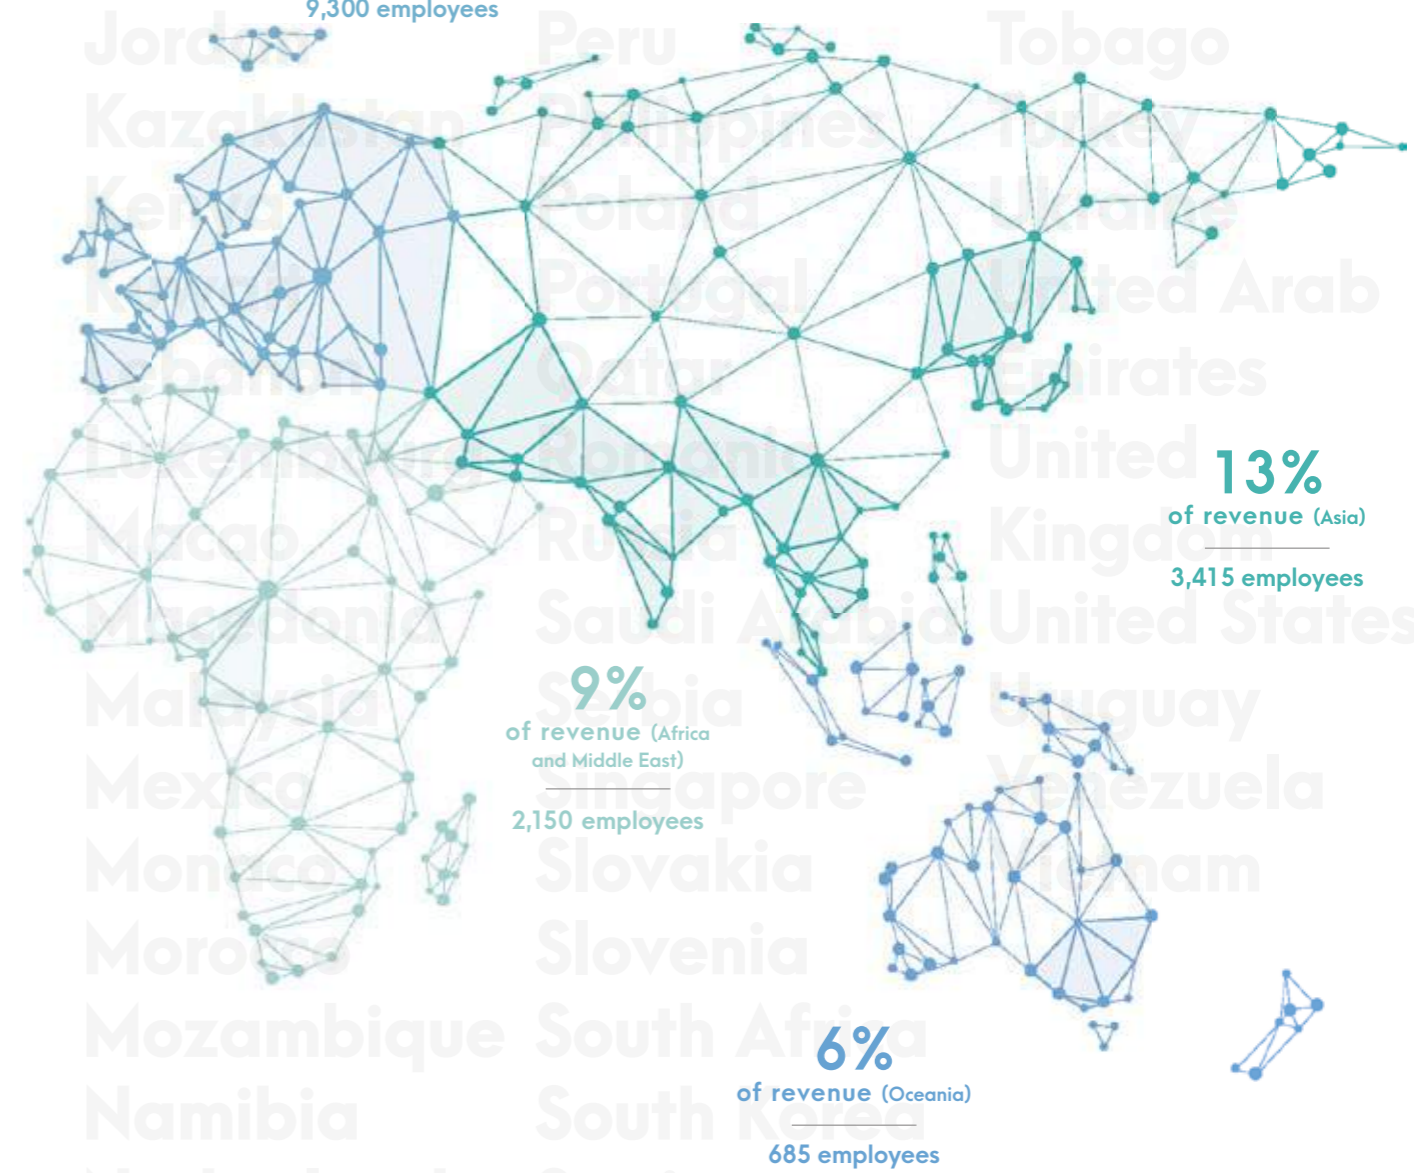 9,300 employees
Jordan
Kazakhstan
Kenya
Lebanon
Luxembourg
Macao
Macedonia
Malaysia
Mexico
Monaco
Morocco
Mozambique
Namibia
Peru
Philippines
Poland
Portugal
Qatar
Romania
Russia
Saudi Arabia
Serbia
Singapore
Slovakia
Slovenia
South Africa
South Korea
Tobago
Turkey
Ukraine
United Arab
Emirates
United
Kingdom
United States
Uruguay
Venezuela
Vietnam
13%
of revenue (Asia)
3,415 employees
9%
of revenue (Africa
and Middle East)
2,150 employees
6%
of revenue (Oceania)
685 employees